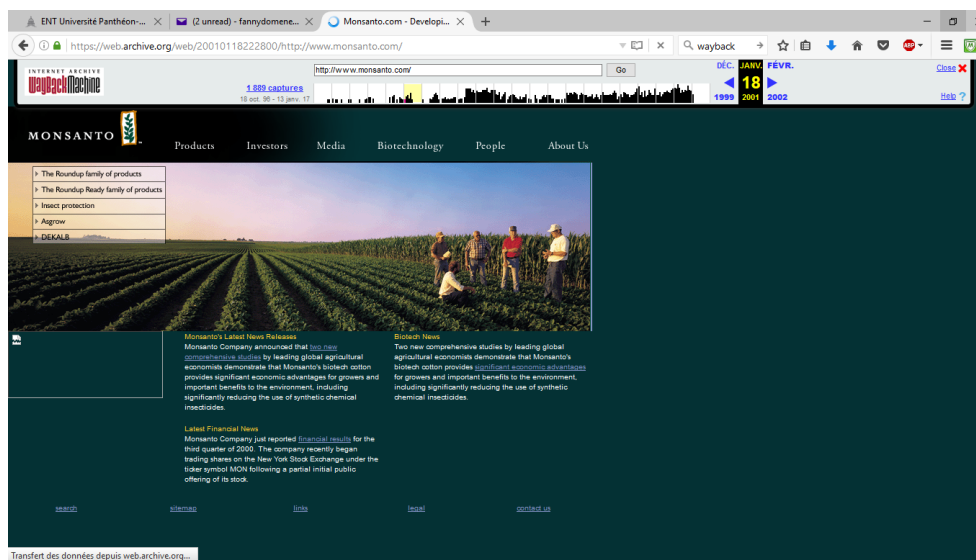 ENT Université Panthéon-... × (2 unread) - fannydomene... × Monsanto.com - Developi... × +
https://web.archive.org/web/20010118222800/http://www.monsanto.com/ wayback ABP
INTERNET ARCHIVE
WayBackMachine
http://www.monsanto.com/ Go
1 889 captures
18 oct. 96 - 13 janv. 17
DÉC. JANV. FÉVR.
18
1999 2001 2002
Close
Help ?
MONSANTO
Products Investors Media Biotechnology People About Us
The Roundup family of products
The Roundup Ready family of products
Insect protection
Asgrow
DEKALB
Monsanto's Latest News Releases
Monsanto Company announced that two new
comprehensive studies by leading global agricultural
economists demonstrate that Monsanto's biotech cotton
provides significant economic advantages for growers and
important benefits to the environment, including
significantly reducing the use of synthetic chemical
insecticides.
Latest Financial News
Monsanto Company just reported financial results for the
third quarter of 2000. The company recently began
trading shares on the New York Stock Exchange under the
ticker symbol MON following a partial initial public
offering of its stock.
Biotech News
Two new comprehensive studies by leading global
agricultural economists demonstrate that Monsanto's
biotech cotton provides significant economic advantages
for growers and important benefits to the environment,
including significantly reducing the use of synthetic
chemical insecticides.
search sitemap links legal contact us
Transfert des données depuis web.archive.org...